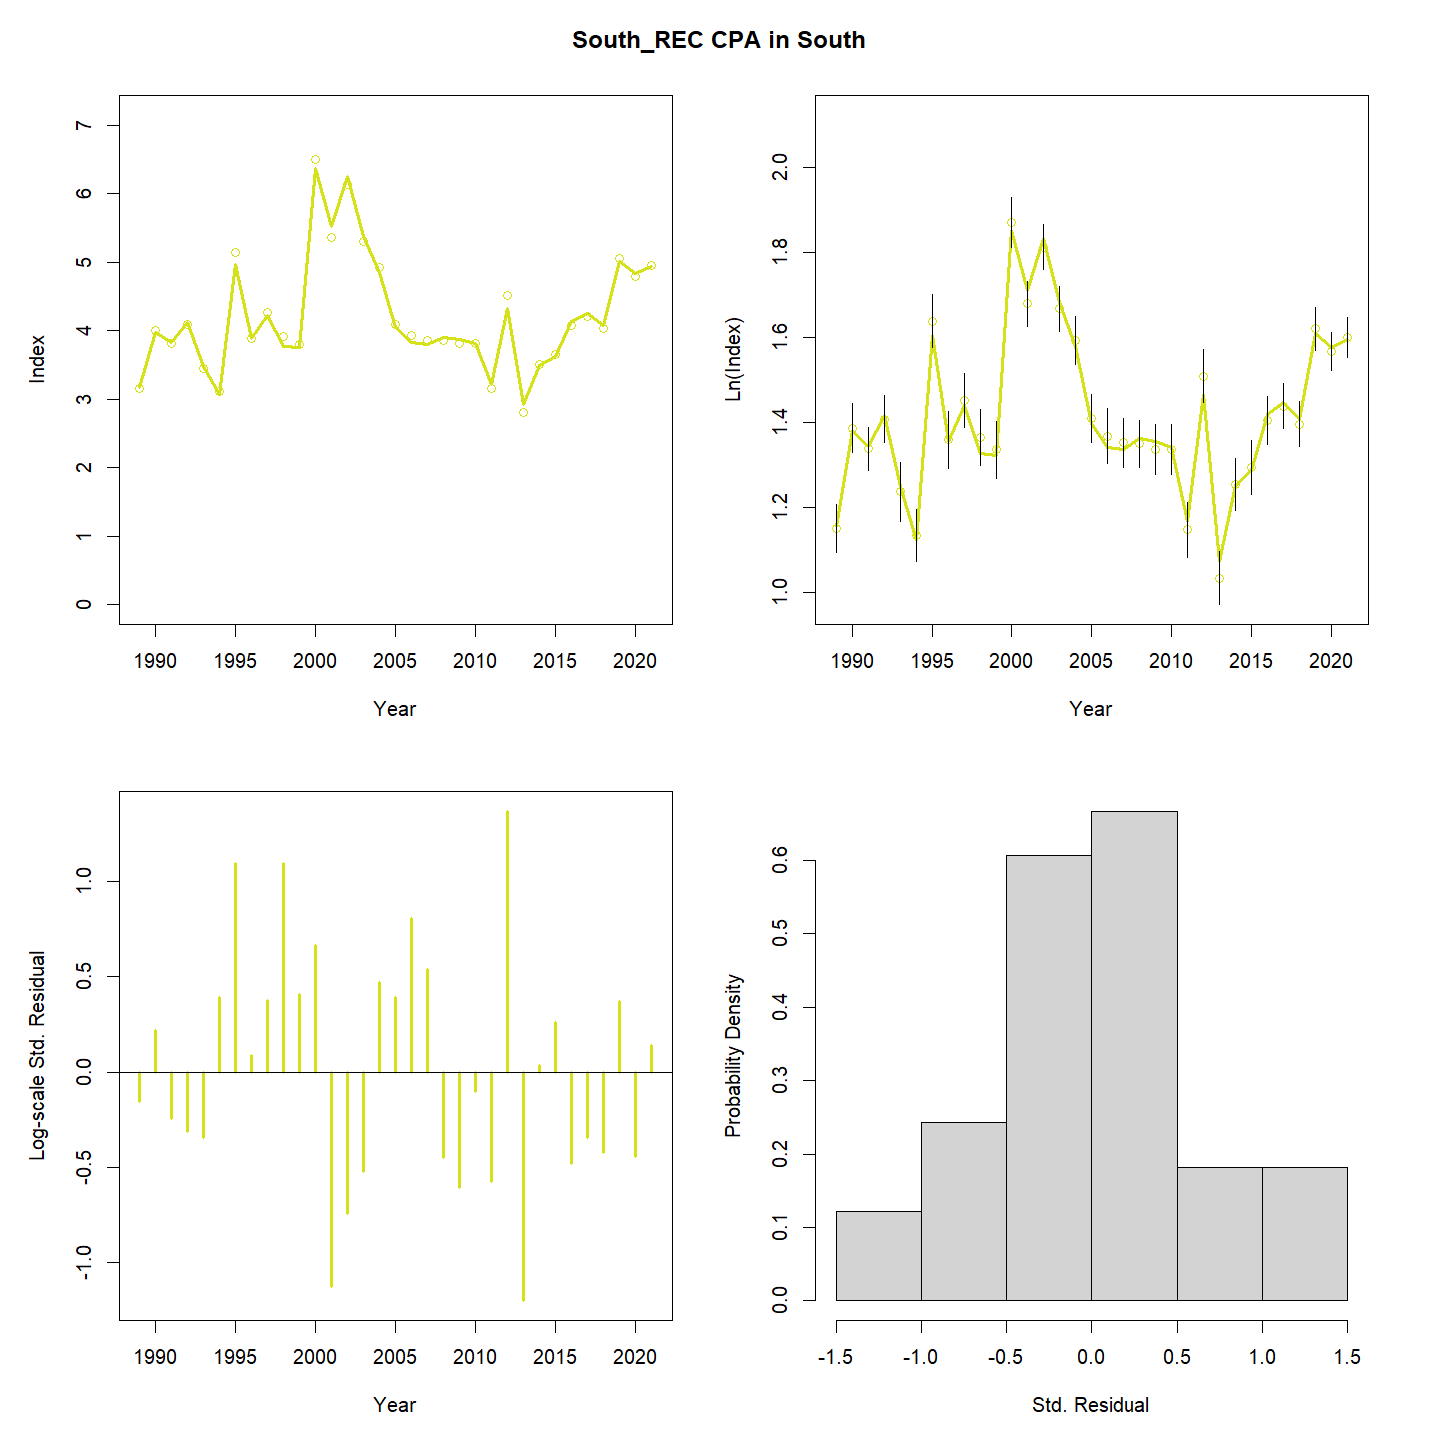 South_REC CPA in South
Index
7
6
5
4
3
2
1
0
1990 1995 2000 2005 2010 2015 2020
Year
Ln(Index)
2.0
1.8
1.6
1.4
1.2
1.0
1990 1995 2000 2005 2010 2015 2020
Year
Log-scale Std. Residual
1.0
0.5
0.0
-0.5
-1.0
1990 1995 2000 2005 2010 2015 2020
Year
Probability Density
0.6
0.5
0.4
0.3
0.2
0.1
0.0
-1.5 -1.0 -0.5 0.0 0.5 1.0 1.5
Std. Residual